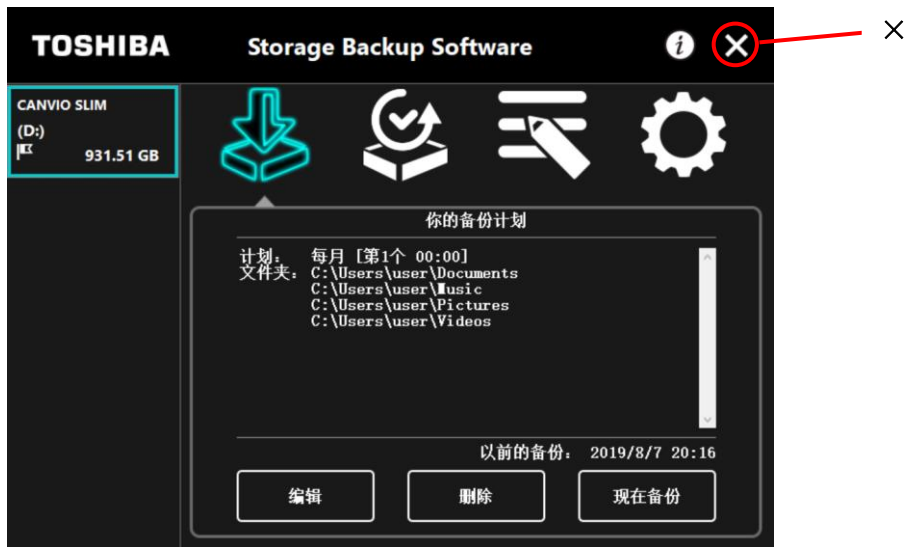 TOSHIBA
Storage Backup Software
i
×
CANVIO SLIM
(D:)
931.51 GB
你的备份计划
计划: 每月 [第1个 00:00]
文件夹: C:\Users\user\Documents
C:\Users\user\Music
C:\Users\user\Pictures
C:\Users\user\Videos
以前的备份: 2019/8/7 20:16
编辑
删除
现在备份